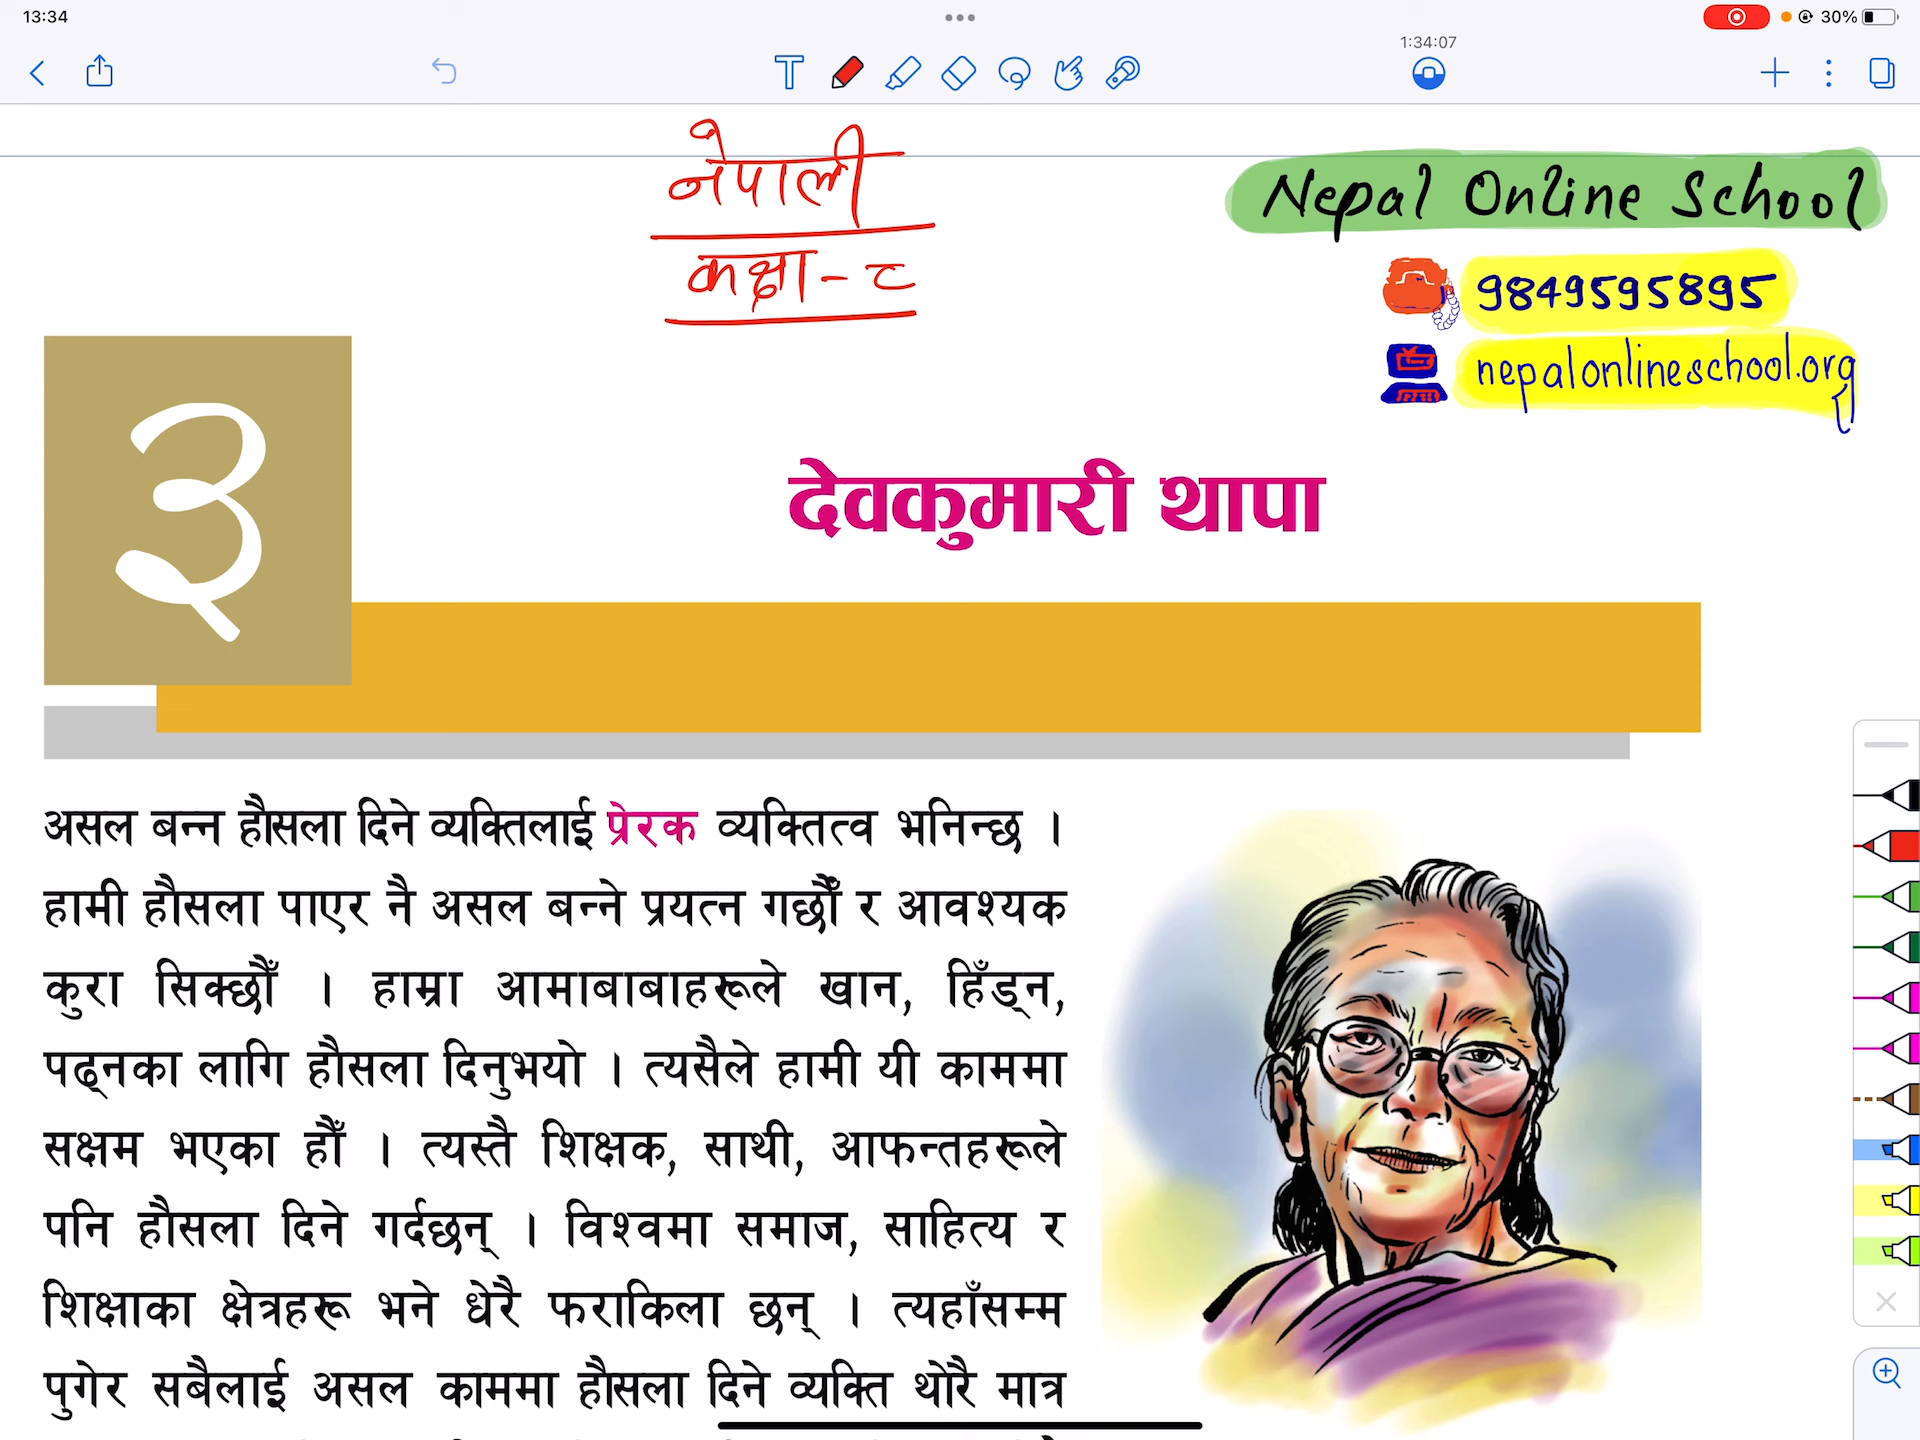 13:34
30%
1:34:07
नेपाली
कक्षा - ८
Nepal Online School
9849595895
nepalonlineschool.org
३
देवकुमारी थापा
असल बन्न हौसला दिने व्यक्तिलाई प्रेरक व्यक्तित्व भनिन्छ ।
हामी हौसला पाएर नै असल बन्ने प्रयत्न गर्छौँ र आवश्यक
कुरा सिक्छौँ । हाम्रा आमाबाबाहरूले खान, हिँड्न,
पढ्नका लागि हौसला दिनुभयो । त्यसैले हामी यी काममा
सक्षम भएका हौँ । त्यस्तै शिक्षक, साथी, आफन्तहरूले
पनि हौसला दिने गर्दछन् । विश्वमा समाज, साहित्य र
शिक्षाका क्षेत्रहरू भने धेरै फराकिला छन् । त्यहाँसम्म
पुगेर सबैलाई असल काममा हौसला दिने व्यक्ति थोरै मात्र